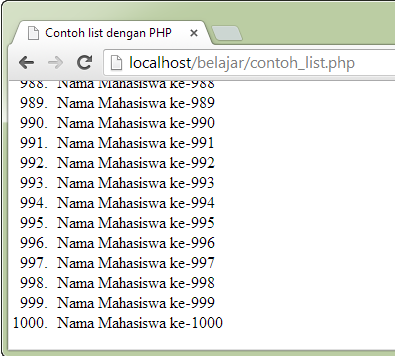 Contoh list dengan PHP
localhost/belajar/contoh_list.php
988. Nama Mahasiswa ke-988
989. Nama Mahasiswa ke-989
990. Nama Mahasiswa ke-990
991. Nama Mahasiswa ke-991
992. Nama Mahasiswa ke-992
993. Nama Mahasiswa ke-993
994. Nama Mahasiswa ke-994
995. Nama Mahasiswa ke-995
996. Nama Mahasiswa ke-996
997. Nama Mahasiswa ke-997
998. Nama Mahasiswa ke-998
999. Nama Mahasiswa ke-999
1000. Nama Mahasiswa ke-1000